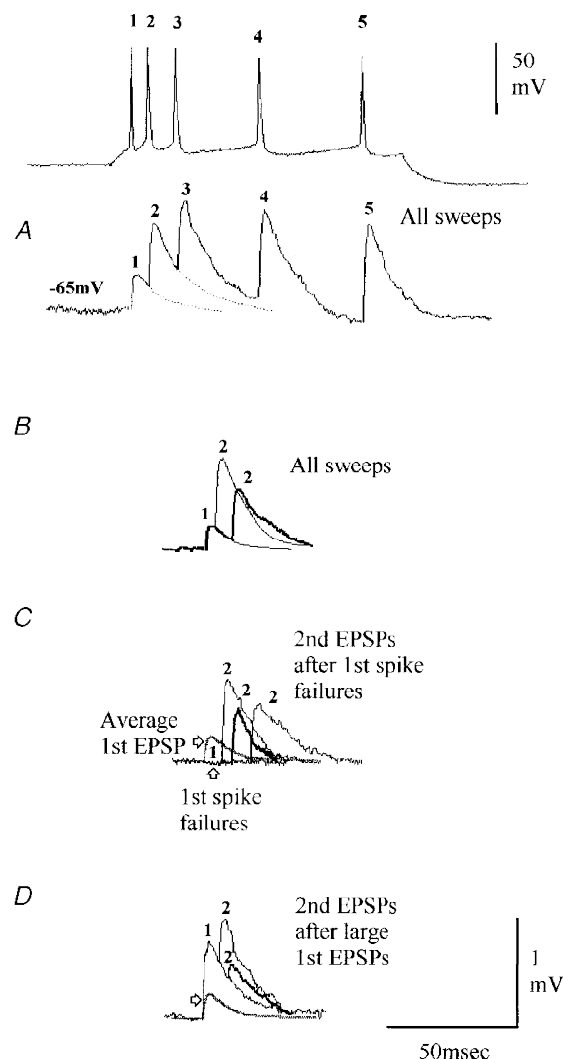 1 2 3 4 5
50
mV
A
All sweeps
1 2 3 4 5
-65mV
B
All sweeps
1 2 2
C
2nd EPSPs
after 1st spike
failures
2 2 2
Average
1st EPSP
1
1st spike
failures
D
2nd EPSPs
after large
1st EPSPs
1 2 2
1
mV
50msec